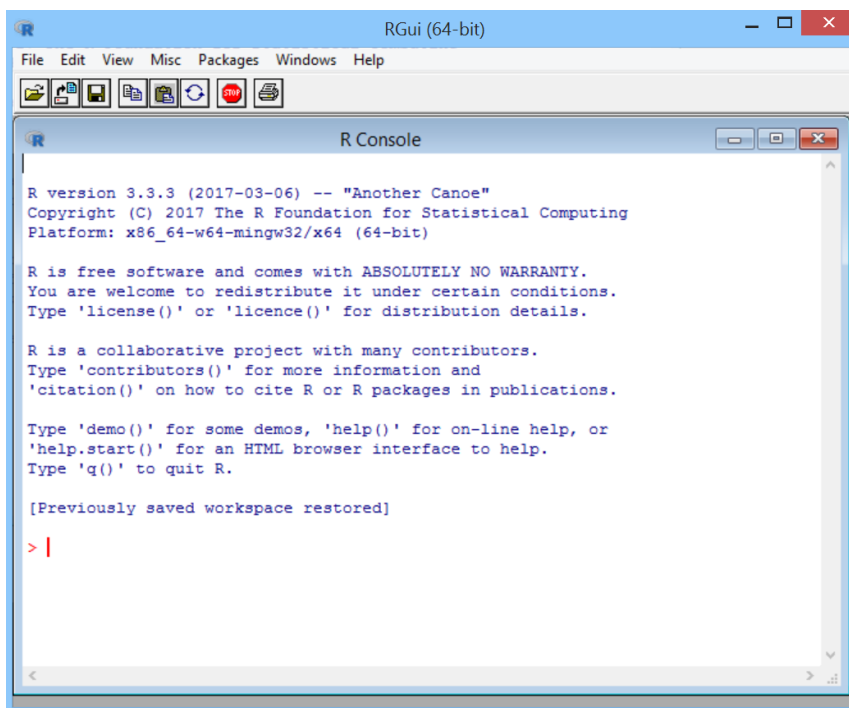 RGui (64-bit)
File Edit View Misc Packages Windows Help
STOP
R Console
R version 3.3.3 (2017-03-06) -- "Another Canoe"
Copyright (C) 2017 The R Foundation for Statistical Computing
Platform: x86_64-w64-mingw32/x64 (64-bit)
R is free software and comes with ABSOLUTELY NO WARRANTY.
You are welcome to redistribute it under certain conditions.
Type 'license()' or 'licence()' for distribution details.
R is a collaborative project with many contributors.
Type 'contributors()' for more information and
'citation()' on how to cite R or R packages in publications.
Type 'demo()' for some demos, 'help()' for on-line help, or
'help.start()' for an HTML browser interface to help.
Type 'q()' to quit R.
[Previously saved workspace restored]
>